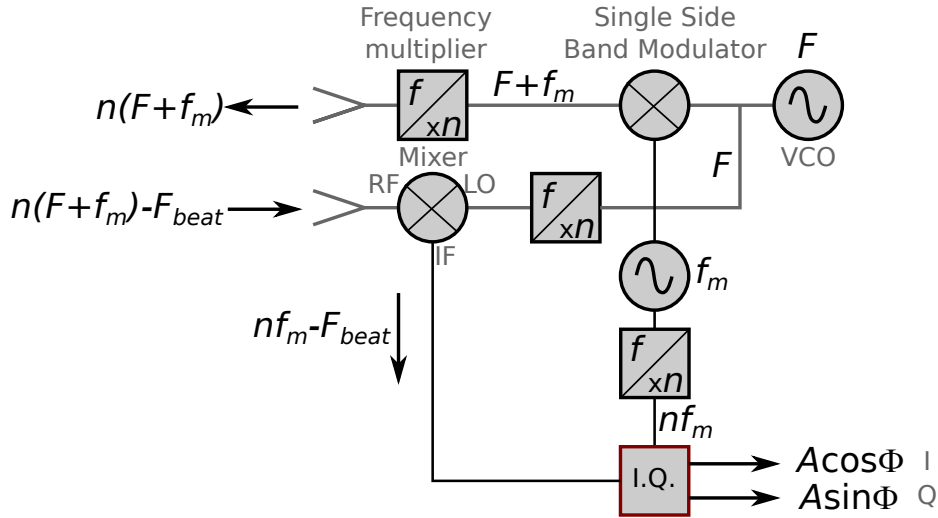 Frequency
multiplier
Single Side
Band Modulator
F
n(F+fm)
f
xn
F+fm
VCO
Mixer
RF
LO
F
n(F+fm)-Fbeat
f
xn
IF
fm
nfm-Fbeat
f
xn
nfm
I.Q.
AcosΦ I
AsinΦ Q